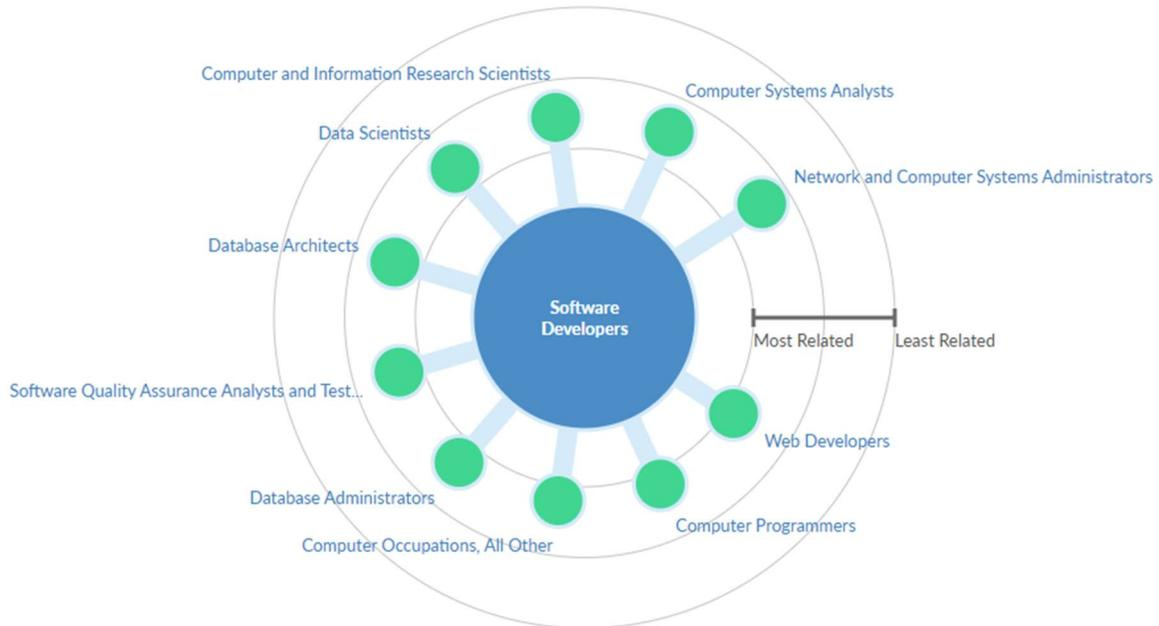 Computer and Information Research Scientists
Computer Systems Analysts
Data Scientists
Network and Computer Systems Administrators
Database Architects
Software
Developers
Most Related
Least Related
Software Quality Assurance Analysts and Test...
Web Developers
Database Administrators
Computer Programmers
Computer Occupations, All Other